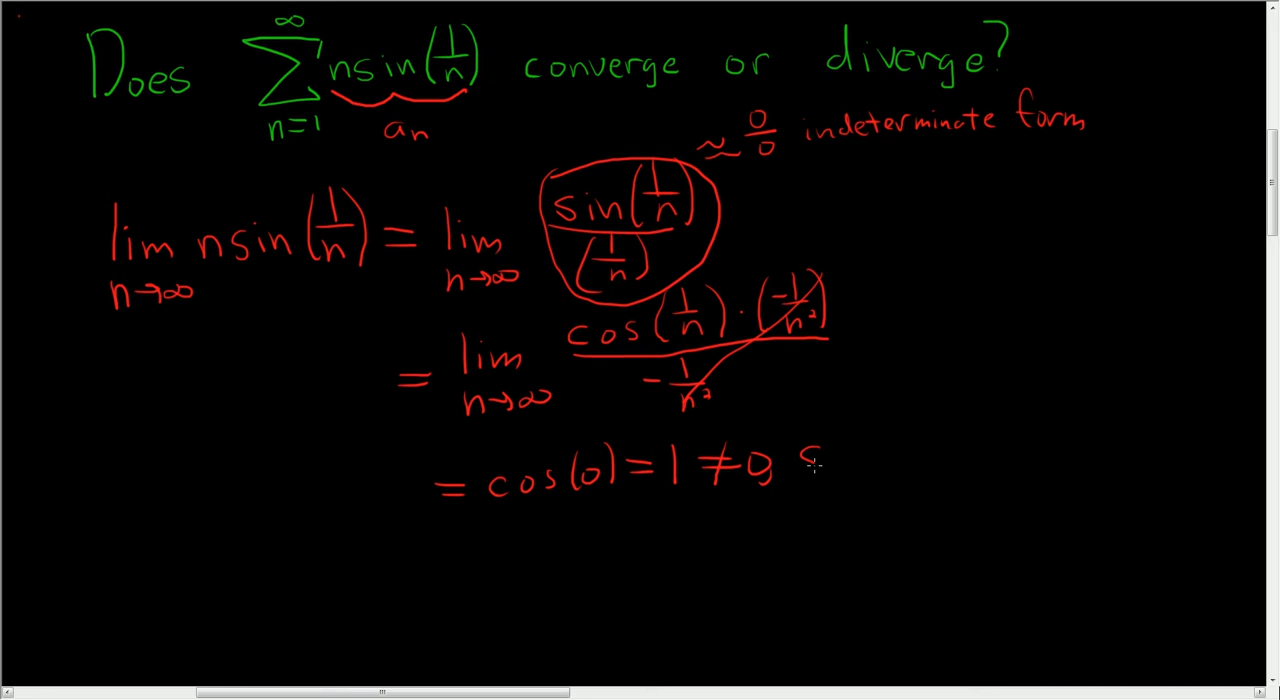 Does ∑_{n=1}^{∞} n sin(1/n) converge or diverge?
a_n
≈ 0/0 indeterminate form
lim_{n→∞} n sin(1/n) = lim_{n→∞} sin(1/n) / (1/n)
= lim_{n→∞} cos(1/n) · (-1/n²) / -1/n²
= cos(0) = 1 ≠ 0, s